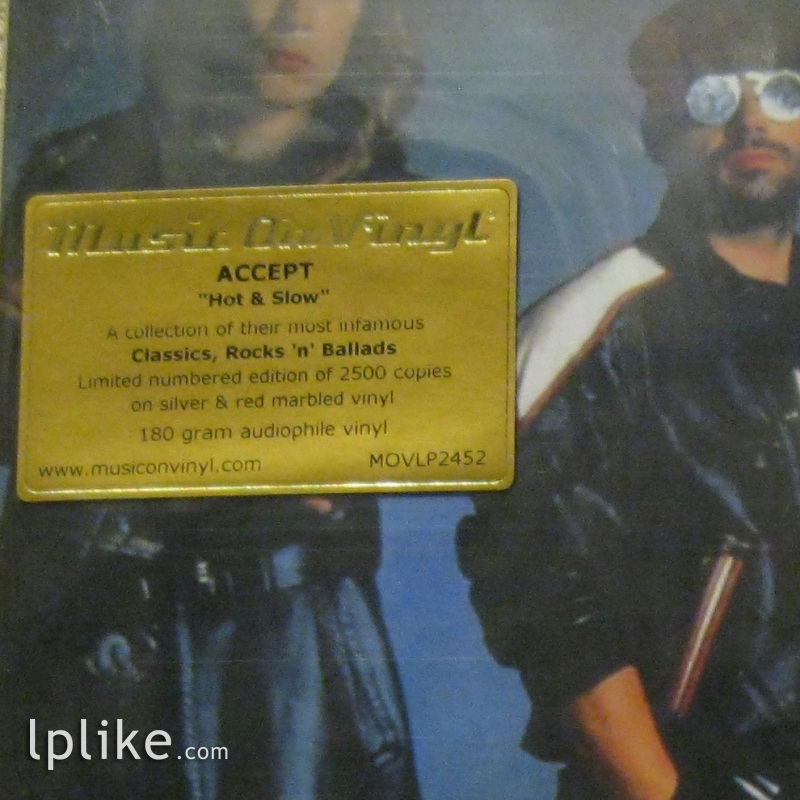 Music On Vinyl
ACCEPT
"Hot & Slow"
A collection of their most infamous
Classics, Rocks 'n' Ballads
Limited numbered edition of 2500 copies
on silver & red marbled vinyl
180 gram audiophile vinyl
www.musiconvinyl.com MOVLP2452
lplike.com